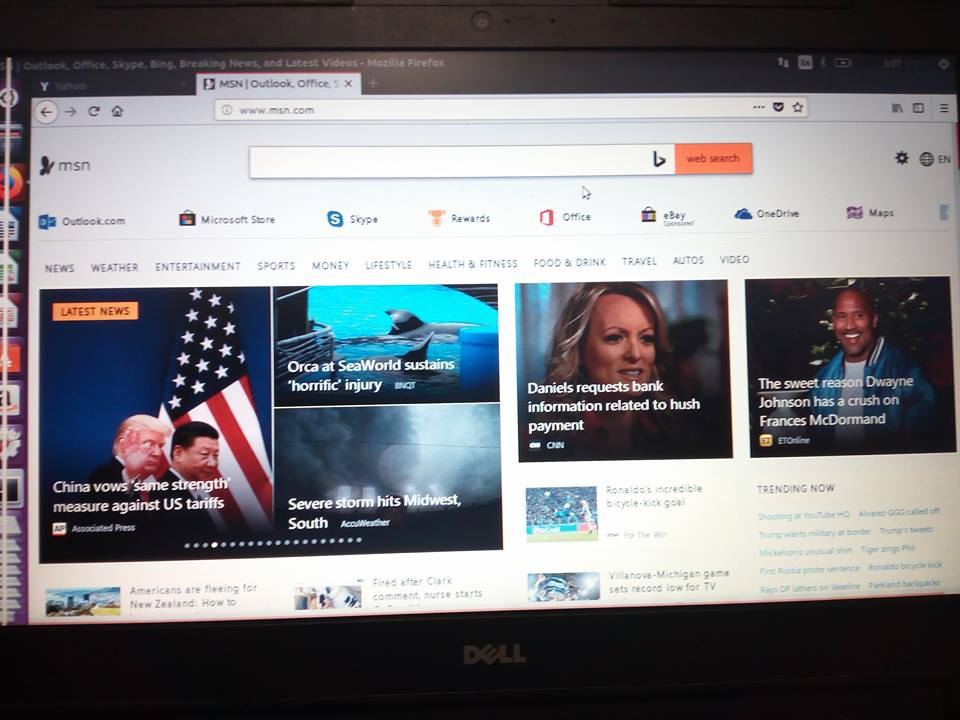 | Outlook, Office, Skype, Bing, Breaking News, and Latest Videos - Mozilla Firefox
En
3:07
Yahoo
MSN | Outlook, Office, S
www.msn.com
msn
web search
EN
Outlook.com
Microsoft Store
Skype
Rewards
Office
eBay
Sponsored
OneDrive
Maps
NEWS WEATHER ENTERTAINMENT SPORTS MONEY LIFESTYLE HEALTH & FITNESS FOOD & DRINK TRAVEL AUTOS VIDEO
LATEST NEWS
China vows 'same strength'
measure against US tariffs
AP Associated Press
Orca at SeaWorld sustains
'horrific' injury BNQT
Severe storm hits Midwest,
South AccuWeather
Daniels requests bank
information related to hush
payment
CNN
The sweet reason Dwayne
Johnson has a crush on
Frances McDormand
ET ETOnline
Ronaldo's incredible
bicycle-kick goal
For The Win
TRENDING NOW
Shooting at YouTube HQ Alvarez-GGG called off
Trump wants military at border Trump's tweets
Mickelson's unusual shirt Tiger zings Phil
First Russia probe sentence Ronaldo bicycle kick
Rays OF lathers on Vaseline Parkland backpacks
Americans are fleeing for
New Zealand: How to
Fired after Clark
comment, nurse starts
Villanova-Michigan game
sets record low for TV
DELL